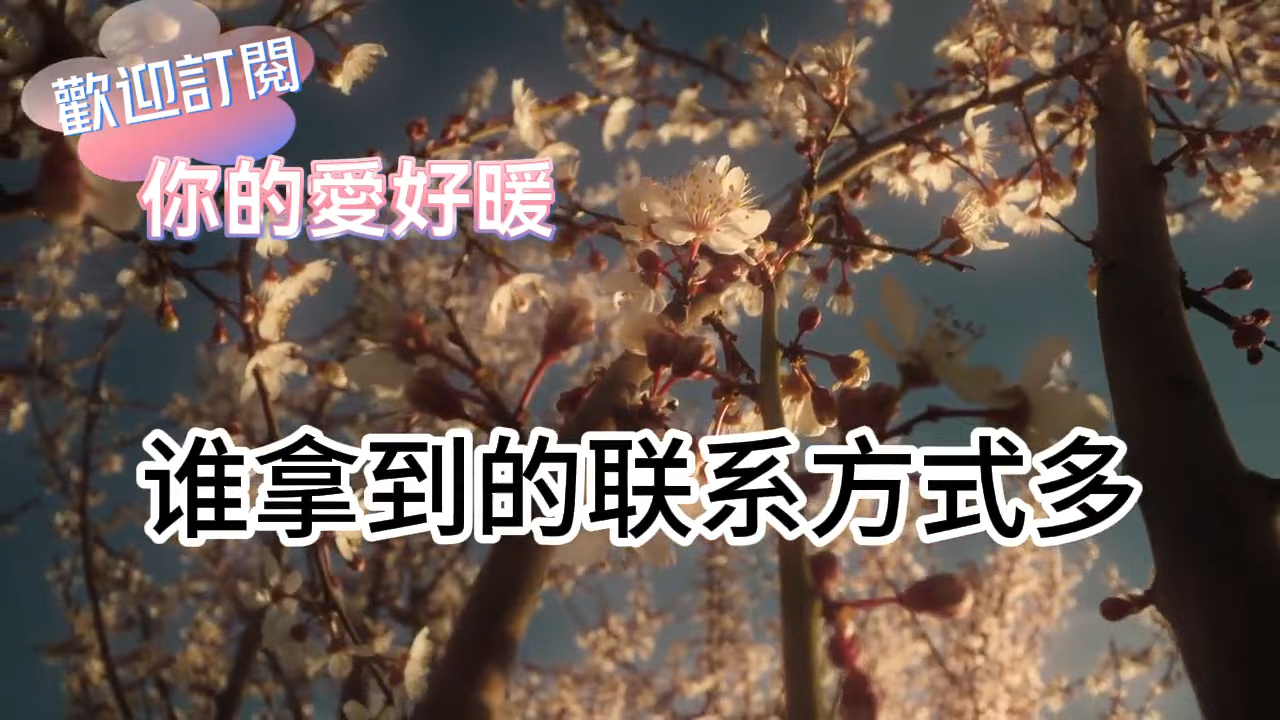 歡迎訂閱
你的愛好暖
谁拿到的联系方式多